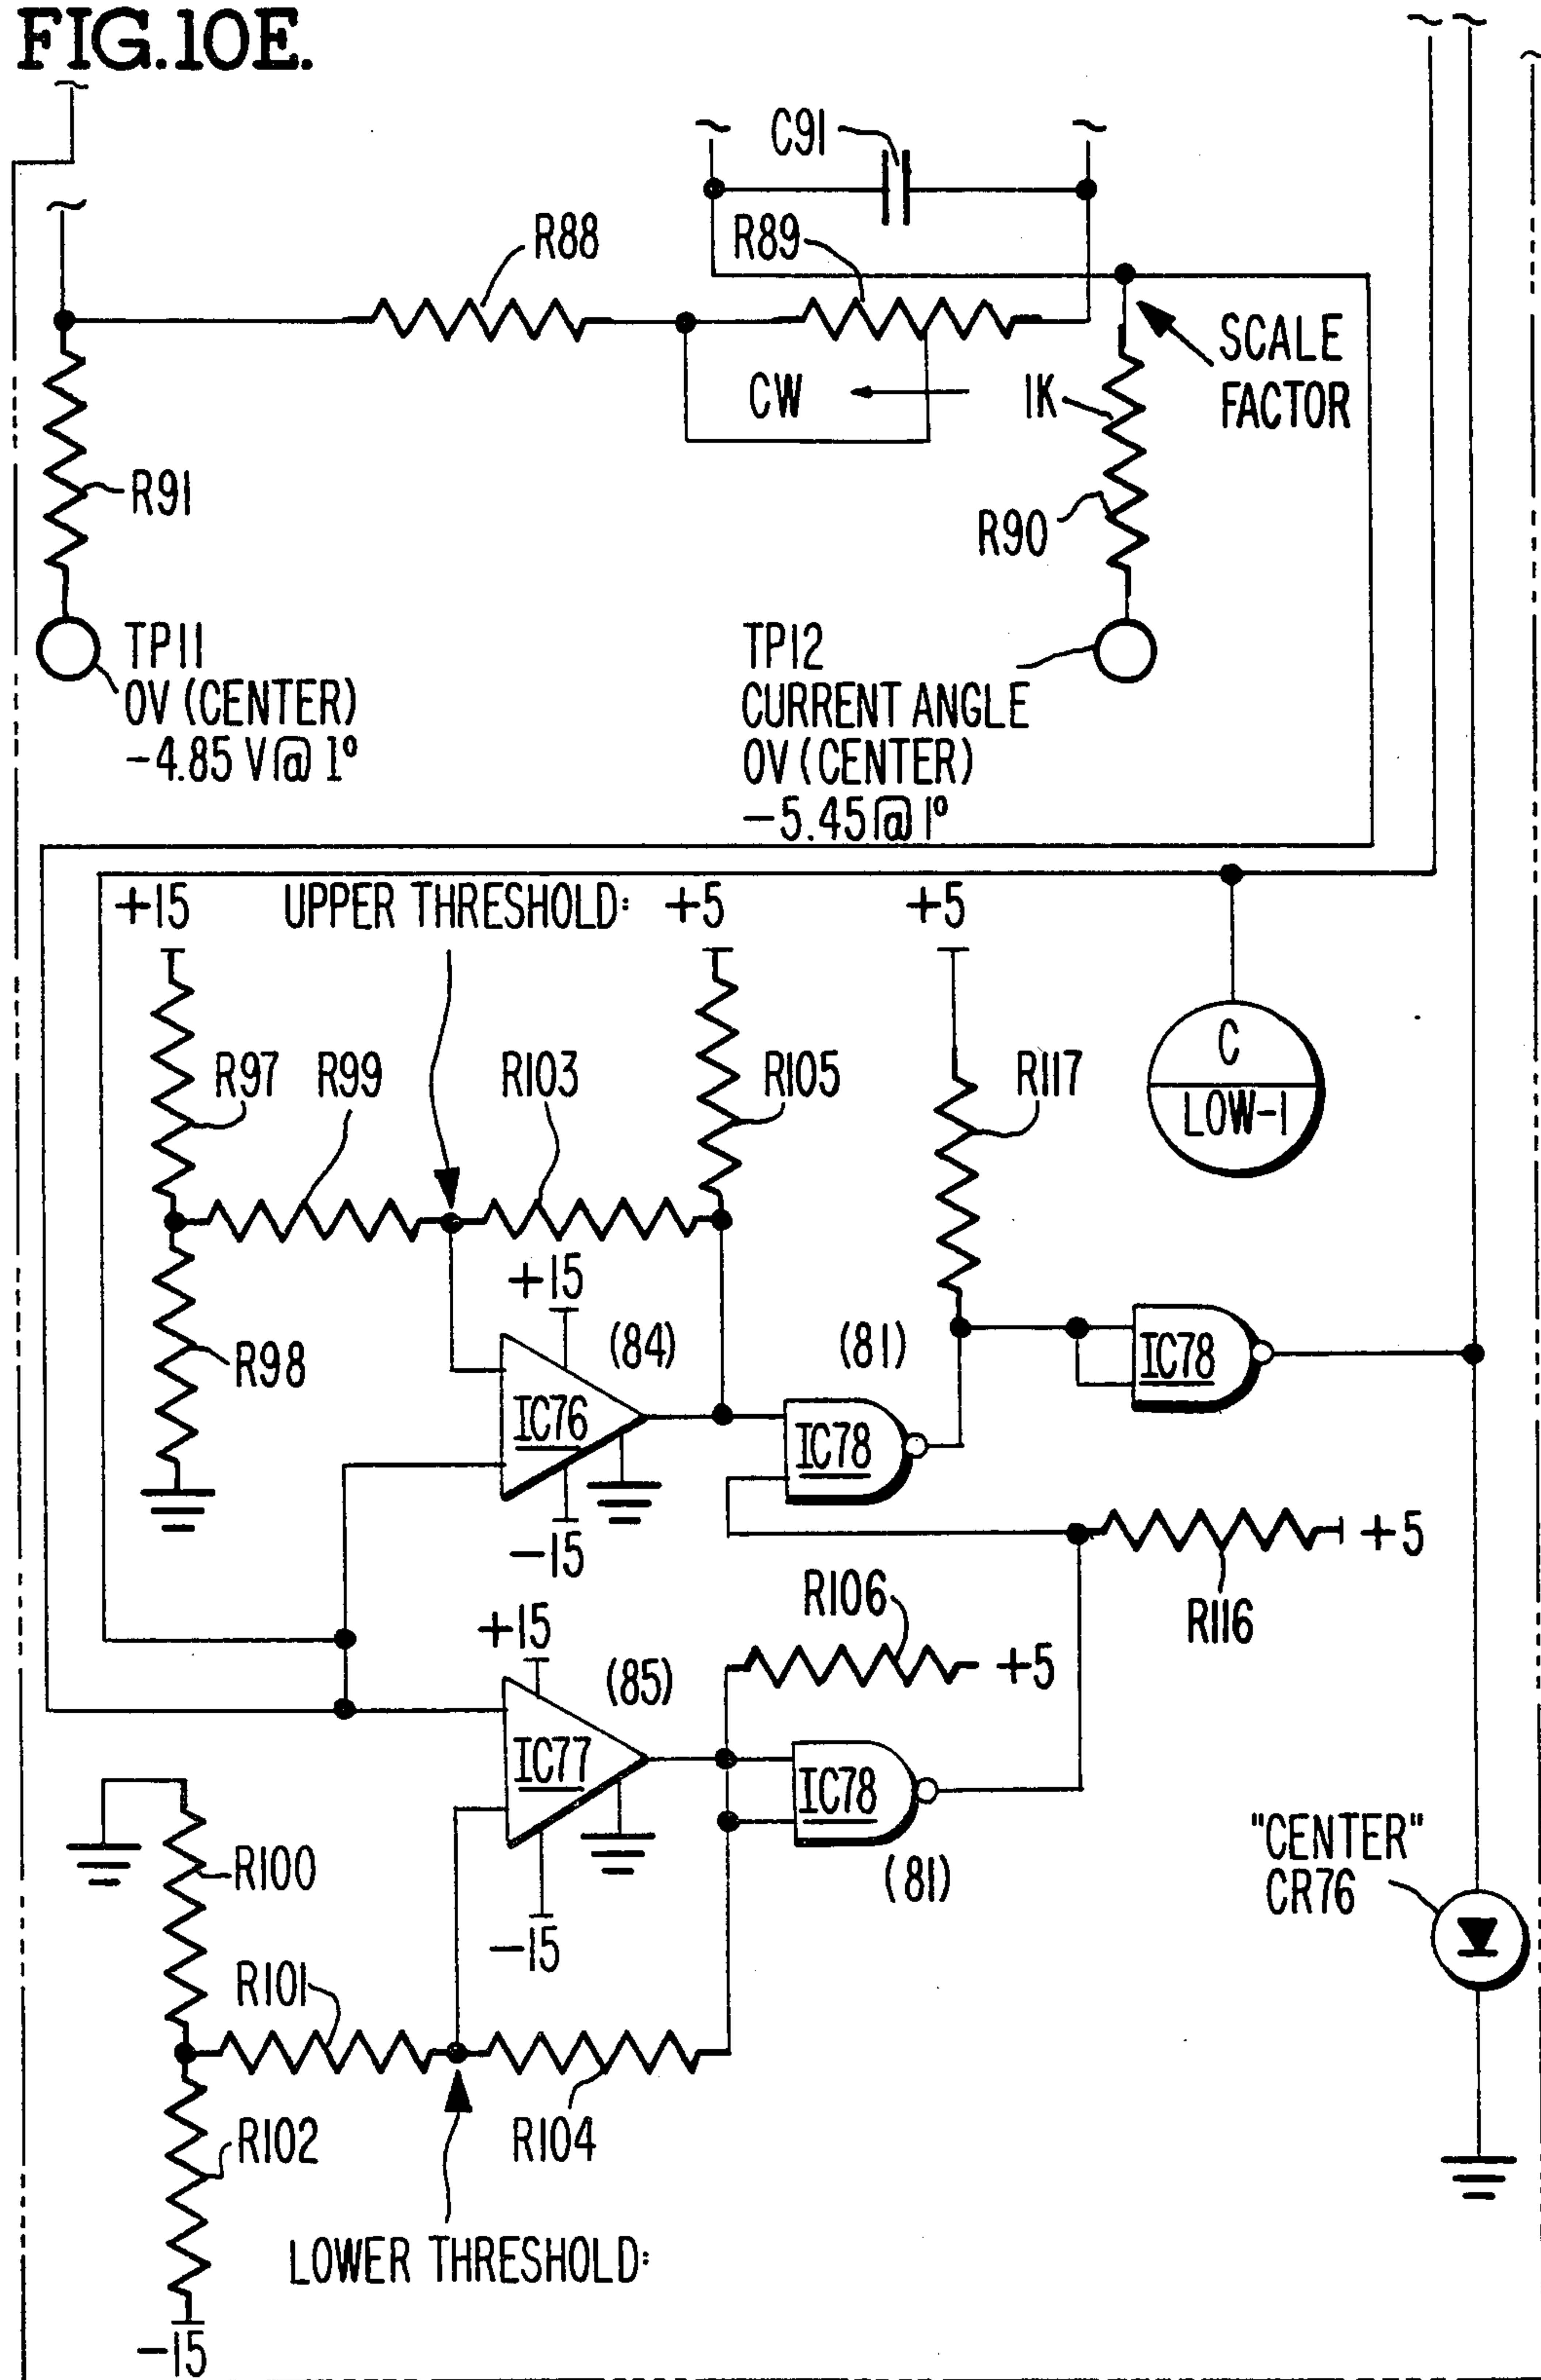 FIG.10E.
C91
R88
R89
SCALE
FACTOR
CW
1K
R91
R90
TP11
0V (CENTER)
-4.85 V@ 1°
TP12
CURRENT ANGLE
0V (CENTER)
-5.45@1°
+15
UPPER THRESHOLD:
+5
+5
C
LOW-1
R97
R99
R103
R105
R117
+15
(84)
(81)
R98
IC76
IC78
IC78
-15
+5
R116
R106
+15
(85)
+5
IC77
IC78
(81)
"CENTER"
CR76
R100
-15
R101
R102
R104
LOWER THRESHOLD:
-15